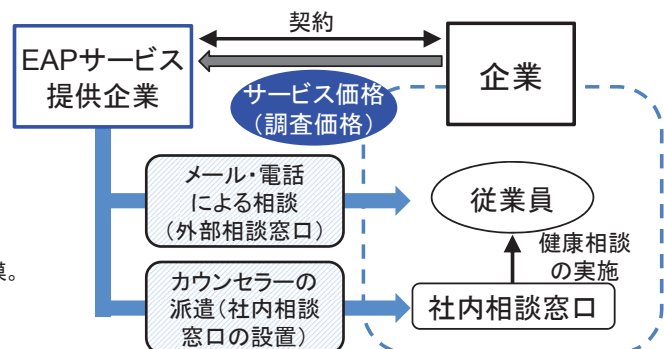 契約
EAPサービス
提供企業
企業
サービス価格
（調査価格）
メール・電話
による相談
（外部相談窓口）
従業員
健康相談
の実施
カウンセラーの
派遣（社内相談
窓口の設置）
社内相談窓口
。